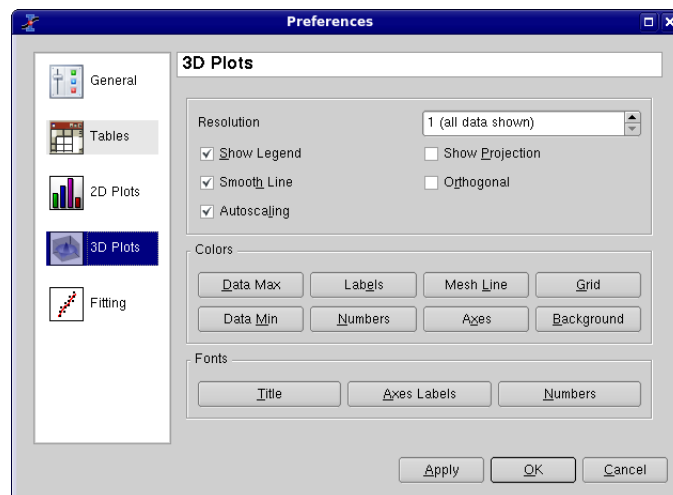 Preferences
General
Tables
2D Plots
3D Plots
Fitting
3D Plots
Resolution
1 (all data shown)
Show Legend
Show Projection
Smooth Line
Orthogonal
Autoscaling
Colors
Data Max
Labels
Mesh Line
Grid
Data Min
Numbers
Axes
Background
Fonts
Title
Axes Labels
Numbers
Apply
OK
Cancel